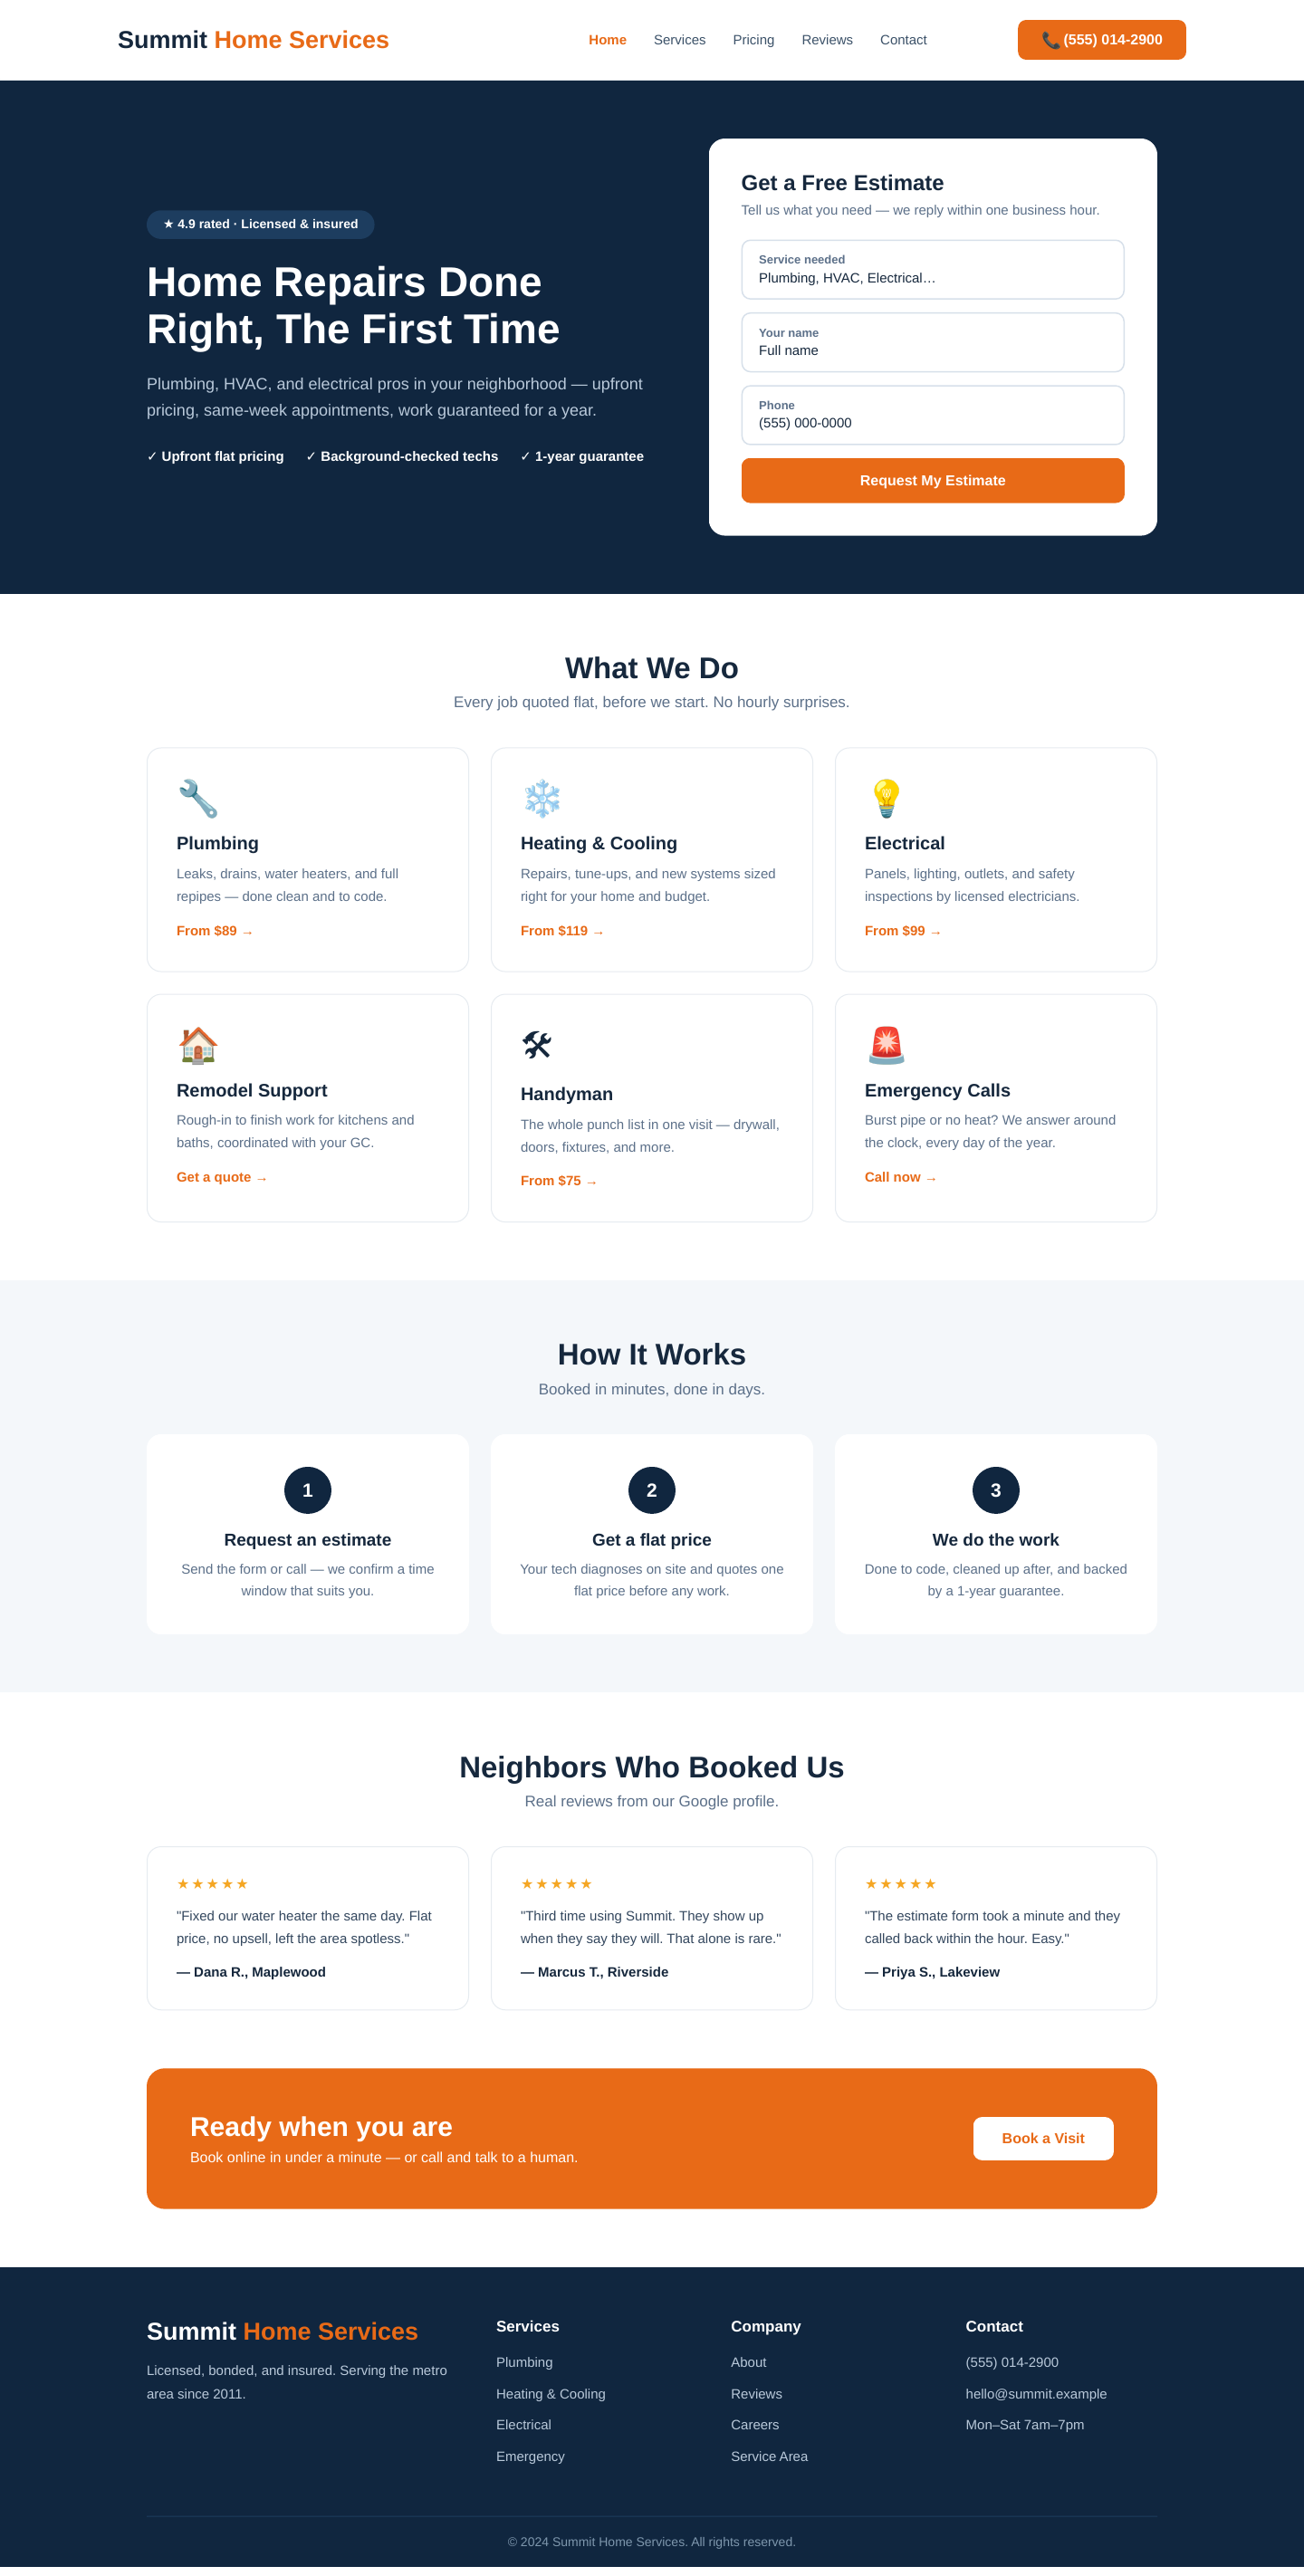 Summit Home Services
Home Services Pricing Reviews Contact
📞 (555) 014-2900
★ 4.9 rated · Licensed & insured
Home Repairs Done
Right, The First Time
Plumbing, HVAC, and electrical pros in your neighborhood — upfront
pricing, same-week appointments, work guaranteed for a year.
✓ Upfront flat pricing ✓ Background-checked techs ✓ 1-year guarantee
Get a Free Estimate
Tell us what you need — we reply within one business hour.
Service needed
Plumbing, HVAC, Electrical…
Your name
Full name
Phone
(555) 000-0000
Request My Estimate
What We Do
Every job quoted flat, before we start. No hourly surprises.
Plumbing
Leaks, drains, water heaters, and full
repipes — done clean and to code.
From $89 →
Heating & Cooling
Repairs, tune-ups, and new systems sized
right for your home and budget.
From $119 →
Electrical
Panels, lighting, outlets, and safety
inspections by licensed electricians.
From $99 →
Remodel Support
Rough-in to finish work for kitchens and
baths, coordinated with your GC.
Get a quote →
Handyman
The whole punch list in one visit — drywall,
doors, fixtures, and more.
From $75 →
Emergency Calls
Burst pipe or no heat? We answer around
the clock, every day of the year.
Call now →
How It Works
Booked in minutes, done in days.
1
Request an estimate
Send the form or call — we confirm a time
window that suits you.
2
Get a flat price
Your tech diagnoses on site and quotes one
flat price before any work.
3
We do the work
Done to code, cleaned up after, and backed
by a 1-year guarantee.
Neighbors Who Booked Us
Real reviews from our Google profile.
★★★★★
"Fixed our water heater the same day. Flat
price, no upsell, left the area spotless."
— Dana R., Maplewood
★★★★★
"Third time using Summit. They show up
when they say they will. That alone is rare."
— Marcus T., Riverside
★★★★★
"The estimate form took a minute and they
called back within the hour. Easy."
— Priya S., Lakeview
Ready when you are
Book online in under a minute — or call and talk to a human.
Book a Visit
Summit Home Services
Licensed, bonded, and insured. Serving the metro
area since 2011.
Services
Plumbing
Heating & Cooling
Electrical
Emergency
Company
About
Reviews
Careers
Service Area
Contact
(555) 014-2900
hello@summit.example
Mon–Sat 7am–7pm
© 2024 Summit Home Services. All rights reserved.